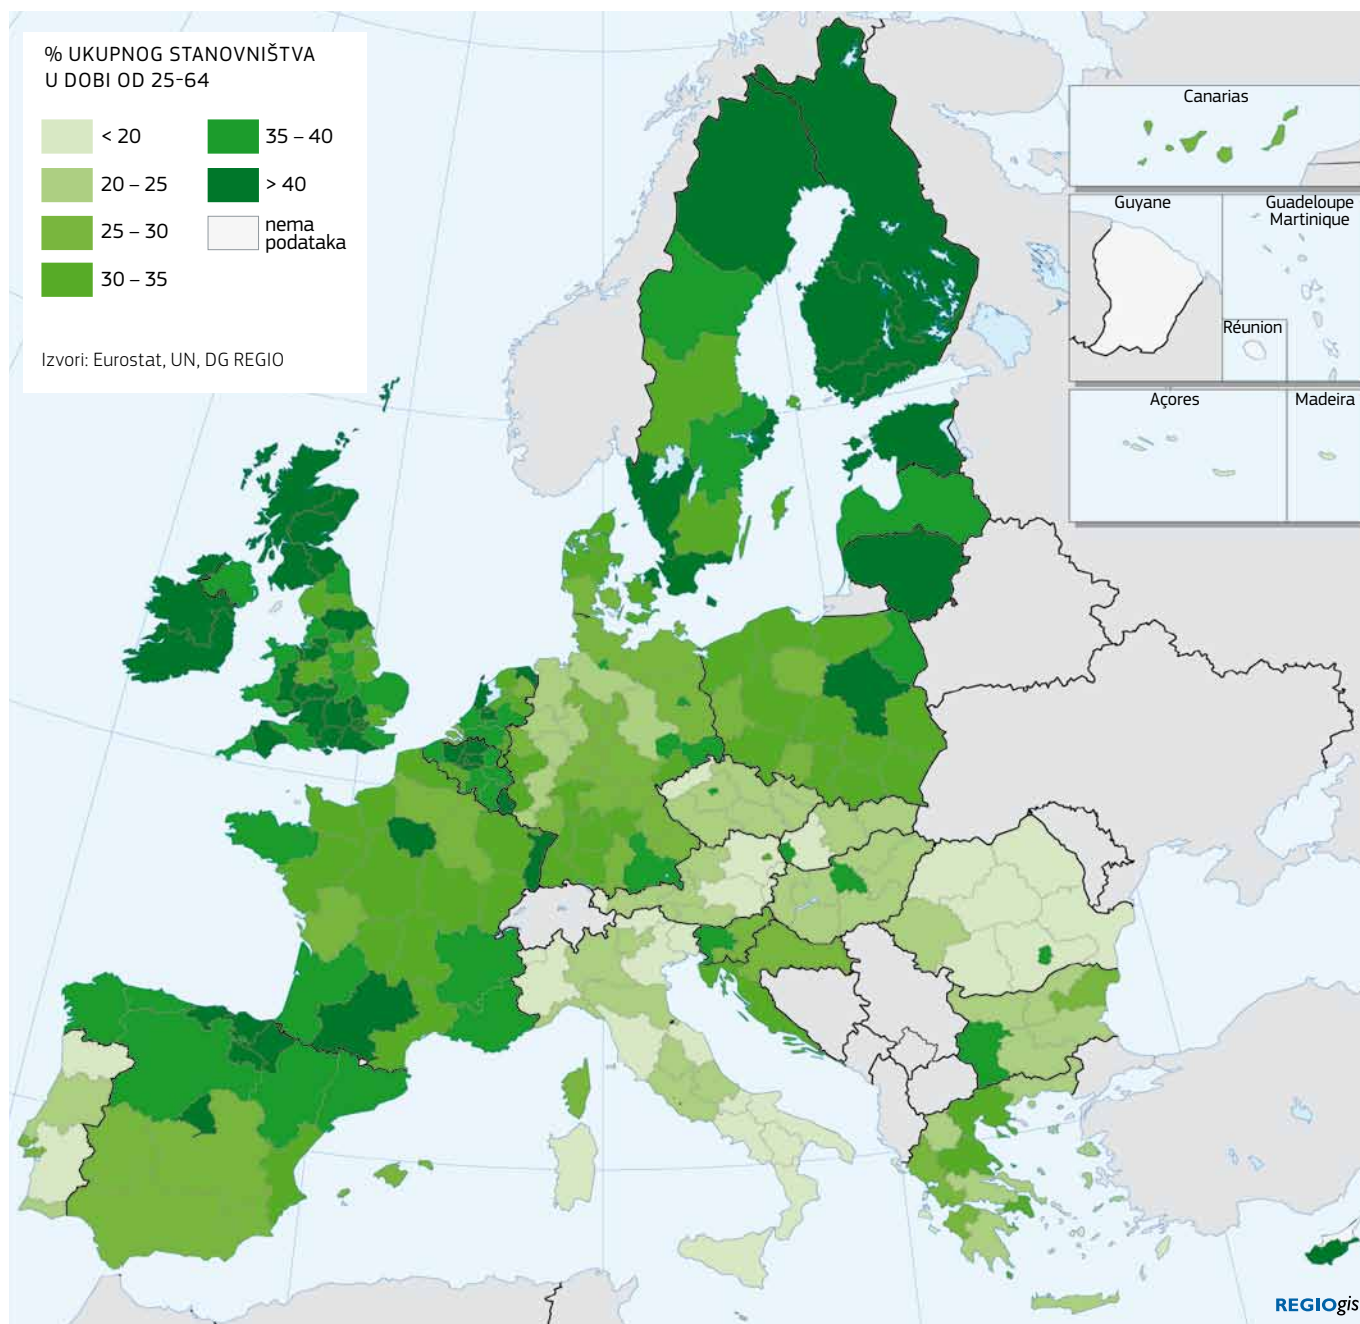 % UKUPNOG STANOVNIŠTVA
U DOBI OD 25-64
< 20
20 – 25
25 – 30
30 – 35
35 – 40
> 40
nema
podataka
Izvori: Eurostat, UN, DG REGIO
Canarias
Guyane
Guadeloupe
Martinique
Réunion
Açores
Madeira
REGIOgis